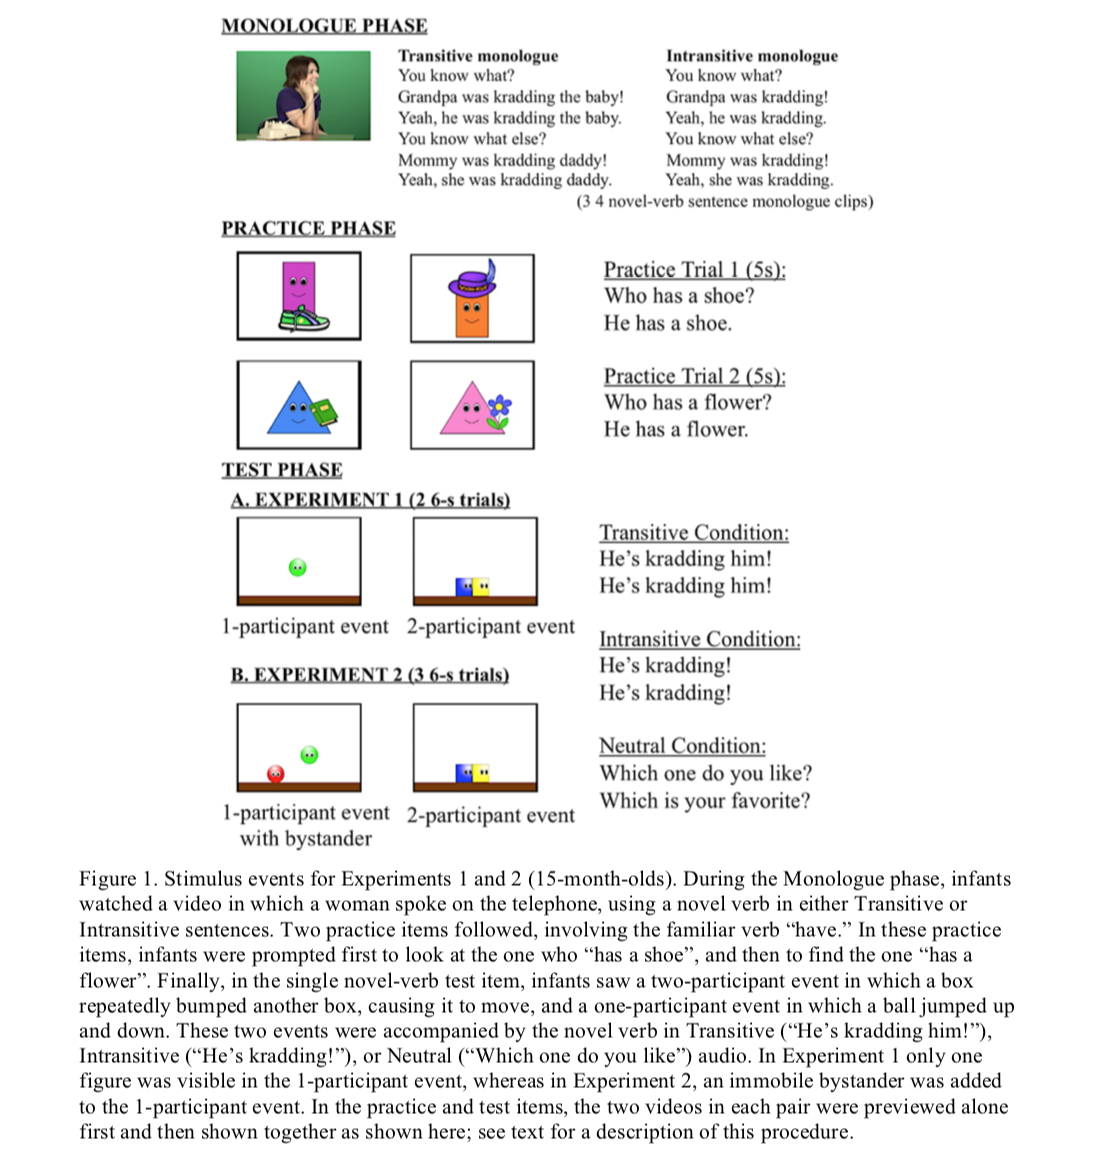 MONOLOGUE PHASE
Transitive monologue
You know what?
Grandpa was kradding the baby!
Yeah, he was kradding the baby.
You know what else?
Mommy was kradding daddy!
Yeah, she was kradding daddy.
Intransitive monologue
You know what?
Grandpa was kradding!
Yeah, he was kradding.
You know what else?
Mommy was kradding!
Yeah, she was kradding.
(3 4 novel-verb sentence monologue clips)
PRACTICE PHASE
Practice Trial 1 (5s):
Who has a shoe?
He has a shoe.
Practice Trial 2 (5s):
Who has a flower?
He has a flower.
TEST PHASE
A. EXPERIMENT 1 (2 6-s trials)
1-participant event
2-participant event
B. EXPERIMENT 2 (3 6-s trials)
1-participant event
with bystander
2-participant event
Transitive Condition:
He's kradding him!
He's kradding him!
Intransitive Condition:
He's kradding!
He's kradding!
Neutral Condition:
Which one do you like?
Which is your favorite?
Figure 1. Stimulus events for Experiments 1 and 2 (15-month-olds). During the Monologue phase, infants
watched a video in which a woman spoke on the telephone, using a novel verb in either Transitive or
Intransitive sentences. Two practice items followed, involving the familiar verb “have.” In these practice
items, infants were prompted first to look at the one who “has a shoe”, and then to find the one “has a
flower”. Finally, in the single novel-verb test item, infants saw a two-participant event in which a box
repeatedly bumped another box, causing it to move, and a one-participant event in which a ball jumped up
and down. These two events were accompanied by the novel verb in Transitive (“He’s kradding him!”),
Intransitive (“He’s kradding!”), or Neutral (“Which one do you like”) audio. In Experiment 1 only one
figure was visible in the 1-participant event, whereas in Experiment 2, an immobile bystander was added
to the 1-participant event. In the practice and test items, the two videos in each pair were previewed alone
first and then shown together as shown here; see text for a description of this procedure.